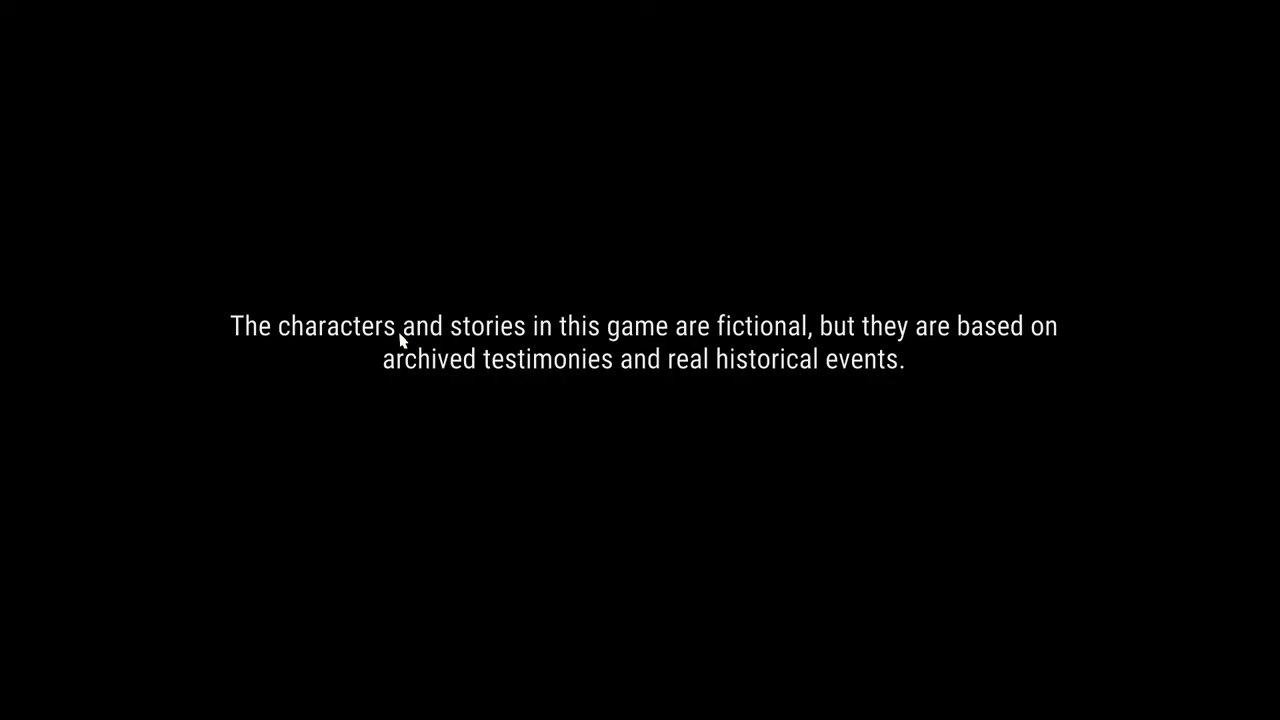 The characters and stories in this game are fictional, but they are based on
archived testimonies and real historical events.